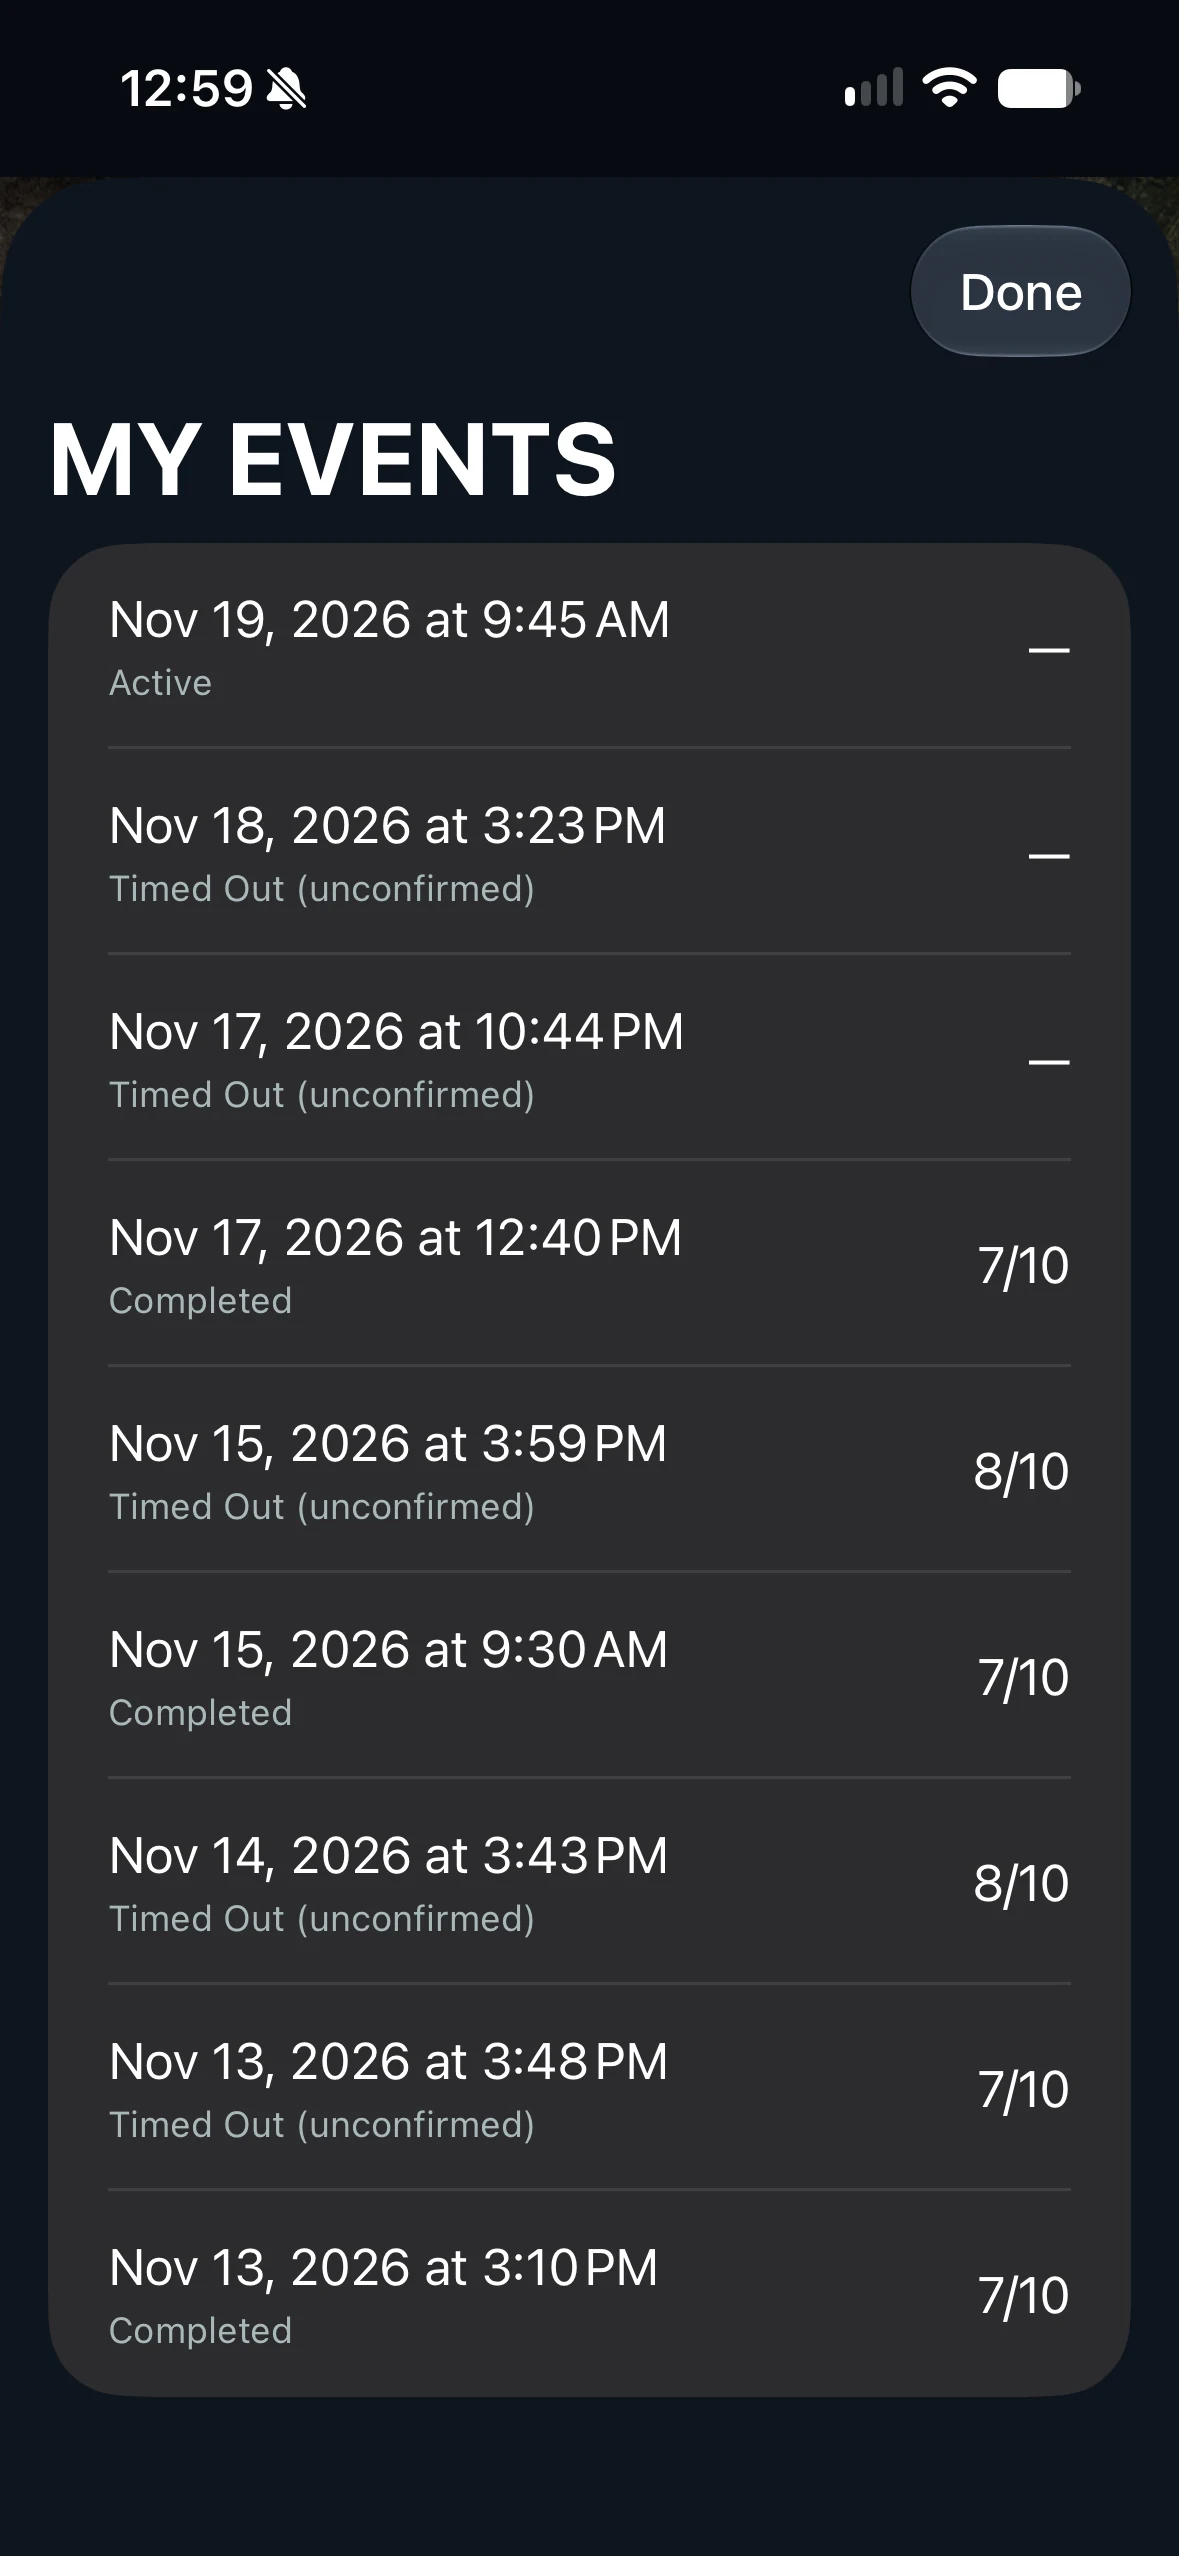 12:59
Done
MY EVENTS
Nov 19, 2026 at 9:45 AM
Active
—
Nov 18, 2026 at 3:23 PM
Timed Out (unconfirmed)
—
Nov 17, 2026 at 10:44 PM
Timed Out (unconfirmed)
—
Nov 17, 2026 at 12:40 PM
Completed
7/10
Nov 15, 2026 at 3:59 PM
Timed Out (unconfirmed)
8/10
Nov 15, 2026 at 9:30 AM
Completed
7/10
Nov 14, 2026 at 3:43 PM
Timed Out (unconfirmed)
8/10
Nov 13, 2026 at 3:48 PM
Timed Out (unconfirmed)
7/10
Nov 13, 2026 at 3:10 PM
Completed
7/10